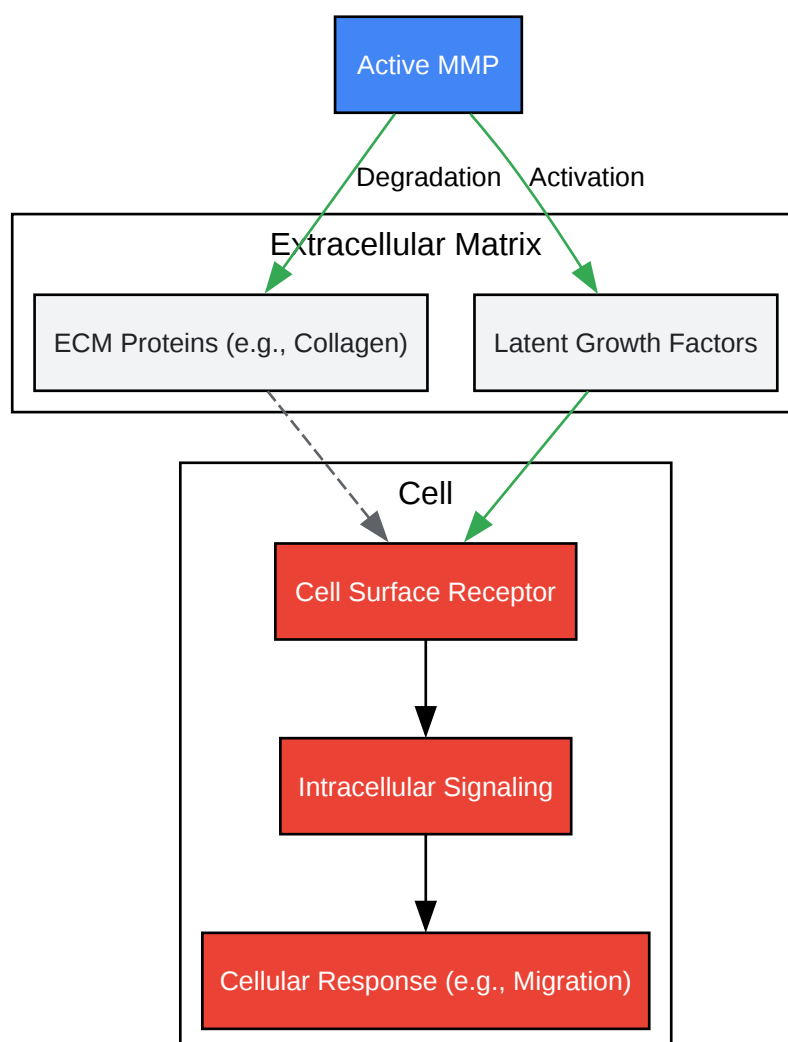 Active MMP
Degradation
Activation
Extracellular Matrix
ECM Proteins (e.g., Collagen)
Latent Growth Factors
Cell
Cell Surface Receptor
Intracellular Signaling
Cellular Response (e.g., Migration)